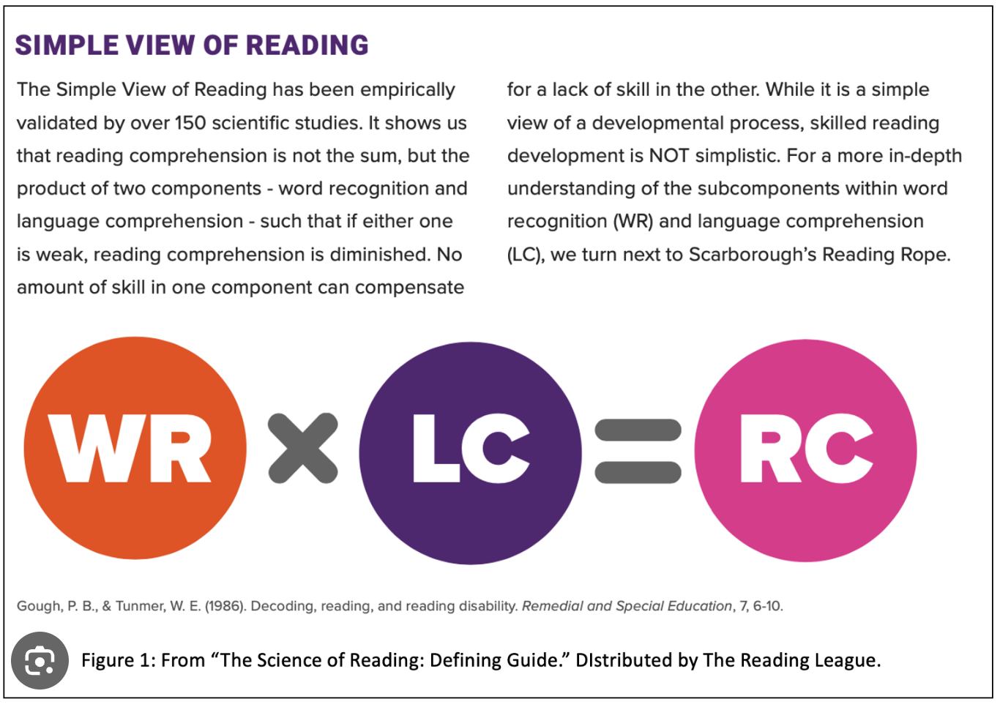 SIMPLE VIEW OF READING
The Simple View of Reading has been empirically
validated by over 150 scientific studies. It shows us
that reading comprehension is not the sum, but the
product of two components - word recognition and
language comprehension - such that if either one
is weak, reading comprehension is diminished. No
amount of skill in one component can compensate
for a lack of skill in the other. While it is a simple
view of a developmental process, skilled reading
development is NOT simplistic. For a more in-depth
understanding of the subcomponents within word
recognition (WR) and language comprehension
(LC), we turn next to Scarborough’s Reading Rope.
WR × LC = RC
Gough, P. B., & Tunmer, W. E. (1986). Decoding, reading, and reading disability. Remedial and Special Education, 7, 6-10.
Figure 1: From “The Science of Reading: Defining Guide.” DIstributed by The Reading League.